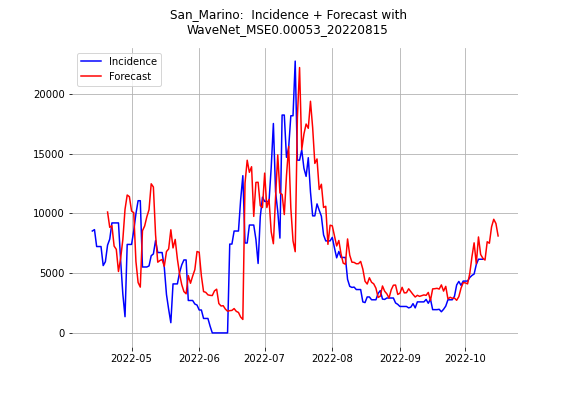 San_Marino:  Incidence + Forecast with
WaveNet_MSE0.00053_20220815
Incidence
Forecast
20000
15000
10000
5000
0
2022-05
2022-06
2022-07
2022-08
2022-09
2022-10